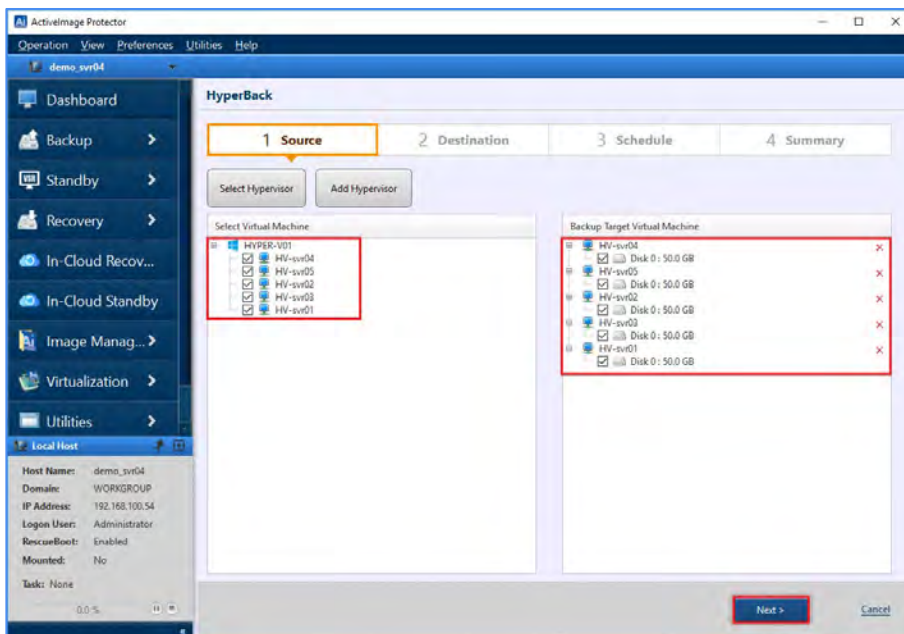 ActiveImage Protector
Operation View Preferences Utilities Help
demo_svr04
Dashboard
Backup
Standby
Recovery
In-Cloud Recov...
In-Cloud Standby
Image Manag...
Virtualization
Utilities
Local Host
Host Name: demo_svr04
Domain: WORKGROUP
IP Address: 192.168.100.54
Logon User: Administrator
RescueBoot: Enabled
Mounted: No
Task: None
0.0 %
HyperBack
1 Source 2 Destination 3 Schedule 4 Summary
Select Hypervisor Add Hypervisor
Select Virtual Machine
HYPER-V01
HV-svr04
HV-svr05
HV-svr02
HV-svr03
HV-svr01
Backup Target Virtual Machine
HV-svr04
Disk 0 : 50.0 GB
HV-svr05
Disk 0 : 50.0 GB
HV-svr02
Disk 0 : 50.0 GB
HV-svr03
Disk 0 : 50.0 GB
HV-svr01
Disk 0 : 50.0 GB
Next > Cancel